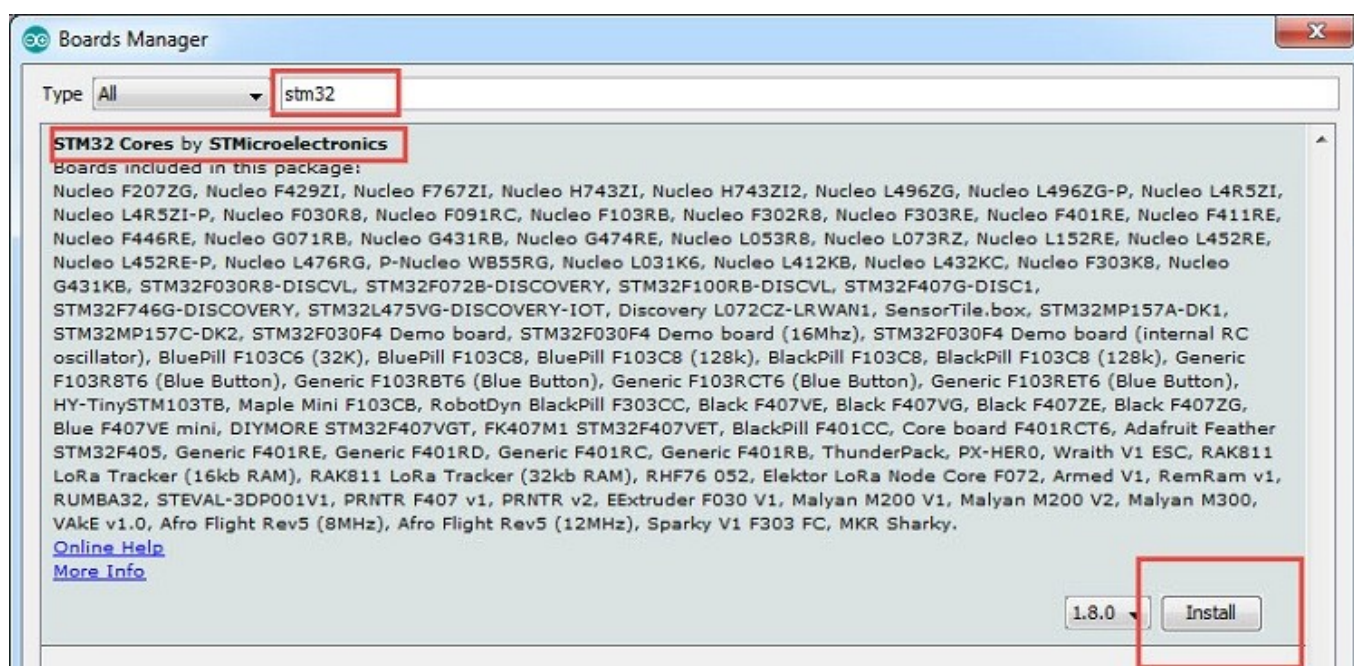 Boards Manager
Type All stm32
STM32 Cores by STMicroelectronics
Boards included in this package:
Nucleo F207ZG, Nucleo F429ZI, Nucleo F767ZI, Nucleo H743ZI, Nucleo H743ZI2, Nucleo L496ZG, Nucleo L496ZG-P, Nucleo L4R5ZI,
Nucleo L4R5ZI-P, Nucleo F030R8, Nucleo F091RC, Nucleo F103RB, Nucleo F302R8, Nucleo F303RE, Nucleo F401RE, Nucleo F411RE,
Nucleo F446RE, Nucleo G071RB, Nucleo G431RB, Nucleo G474RE, Nucleo L053R8, Nucleo L073RZ, Nucleo L152RE, Nucleo L452RE,
Nucleo L452RE-P, Nucleo L476RG, P-Nucleo WB55RG, Nucleo L031K6, Nucleo L412KB, Nucleo L432KC, Nucleo F303K8, Nucleo
G431KB, STM32F030R8-DISCVL, STM32F072B-DISCOVERY, STM32F100RB-DISCVL, STM32F407G-DISC1,
STM32F746G-DISCOVERY, STM32L475VG-DISCOVERY-IOT, Discovery L072CZ-LRWAN1, SensorTile.box, STM32MP157A-DK1,
STM32MP157C-DK2, STM32F030F4 Demo board, STM32F030F4 Demo board (16Mhz), STM32F030F4 Demo board (internal RC
oscillator), BluePill F103C6 (32K), BluePill F103C8, BluePill F103C8 (128k), BlackPill F103C8, BlackPill F103C8 (128k), Generic
F103R8T6 (Blue Button), Generic F103RBT6 (Blue Button), Generic F103RCT6 (Blue Button), Generic F103RET6 (Blue Button),
HY-TinySTM103TB, Maple Mini F103CB, RobotDyn BlackPill F303CC, Black F407VE, Black F407VG, Black F407ZE, Black F407ZG,
Blue F407VE mini, DIYMORE STM32F407VGT, FK407M1 STM32F407VET, BlackPill F401CC, Core board F401RCT6, Adafruit Feather
STM32F405, Generic F401RE, Generic F401RD, Generic F401RC, Generic F401RB, ThunderPack, PX-HER0, Wraith V1 ESC, RAK811
LoRa Tracker (16kb RAM), RAK811 LoRa Tracker (32kb RAM), RHF76 052, Elektor LoRa Node Core F072, Armed V1, RemRam v1,
RUMBA32, STEVAL-3DP001V1, PRNTR F407 v1, PRNTR v2, EExtruder F030 V1, Malyan M200 V1, Malyan M200 V2, Malyan M300,
VAkE v1.0, Afro Flight Rev5 (8MHz), Afro Flight Rev5 (12MHz), Sparky V1 F303 FC, MKR Sharky.
Online Help
More Info
1.8.0 Install